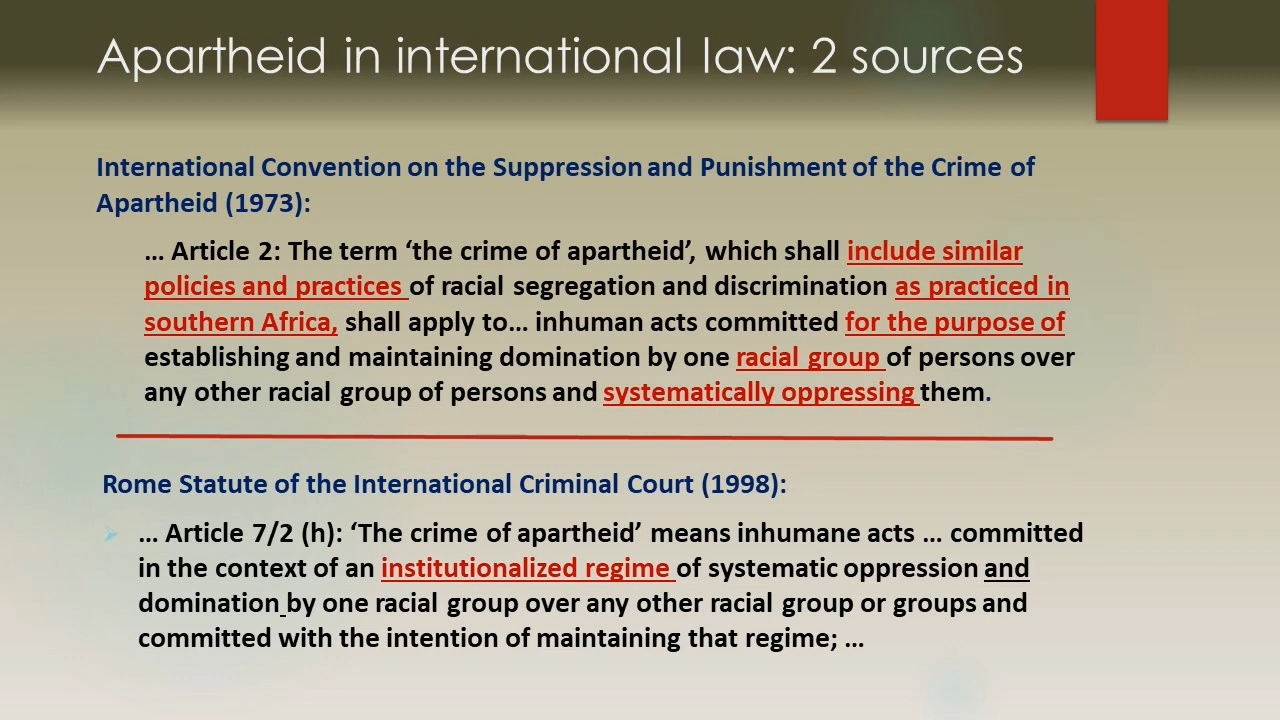 Apartheid in international law: 2 sources
International Convention on the Suppression and Punishment of the Crime of
Apartheid (1973):
… Article 2: The term ‘the crime of apartheid’, which shall include similar
policies and practices of racial segregation and discrimination as practiced in
southern Africa, shall apply to… inhuman acts committed for the purpose of
establishing and maintaining domination by one racial group of persons over
any other racial group of persons and systematically oppressing them.
Rome Statute of the International Criminal Court (1998):
… Article 7/2 (h): ‘The crime of apartheid’ means inhumane acts … committed
in the context of an institutionalized regime of systematic oppression and
domination by one racial group over any other racial group or groups and
committed with the intention of maintaining that regime; …